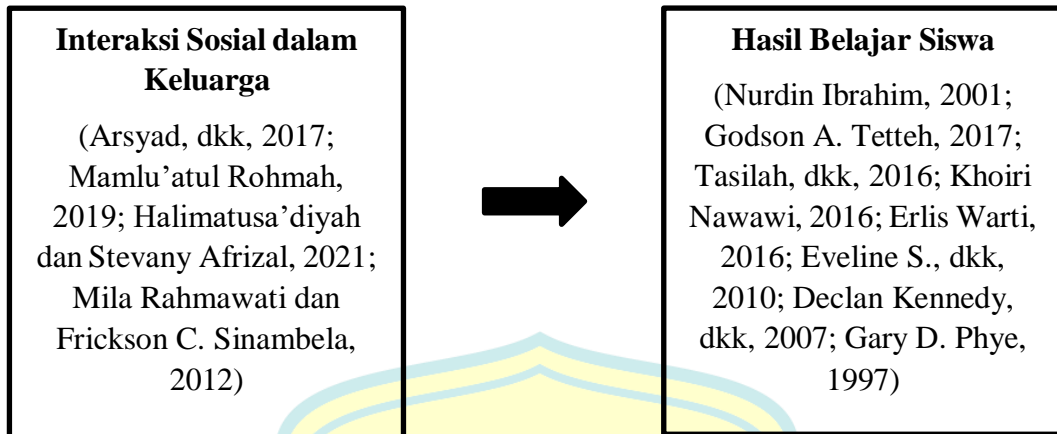 Interaksi Sosial dalam
Keluarga
(Arsyad, dkk, 2017;
Mamlu’atul Rohmah,
2019; Halimatusa’diyah
dan Stevany Afrizal, 2021;
Mila Rahmawati dan
Frickson C. Sinambela,
2012)
Hasil Belajar Siswa
(Nurdin Ibrahim, 2001;
Godson A. Tetteh, 2017;
Tasilah, dkk, 2016; Khoiri
Nawawi, 2016; Erlis Warti,
2016; Eveline S., dkk,
2010; Declan Kennedy,
dkk, 2007; Gary D. Phye,
1997)